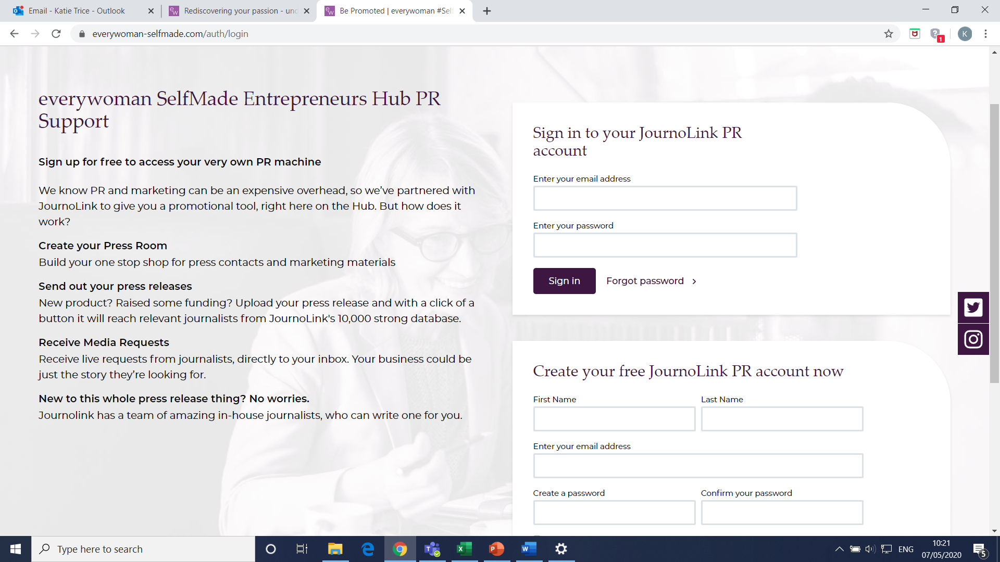 Email - Katie Trice - Outlook
Rediscovering your passion - und
Be Promoted | everywoman #Self
everywoman-selfmade.com/auth/login
1
K
everywoman SelfMade Entrepreneurs Hub PR
Support
Sign up for free to access your very own PR machine
We know PR and marketing can be an expensive overhead, so we’ve partnered with
JournoLink to give you a promotional tool, right here on the Hub. But how does it
work?
Create your Press Room
Build your one stop shop for press contacts and marketing materials
Send out your press releases
New product? Raised some funding? Upload your press release and with a click of a
button it will reach relevant journalists from JournoLink's 10,000 strong database.
Receive Media Requests
Receive live requests from journalists, directly to your inbox. Your business could be
just the story they’re looking for.
New to this whole press release thing? No worries.
Journolink has a team of amazing in-house journalists, who can write one for you.
Sign in to your JournoLink PR
account
Enter your email address
Enter your password
Sign in
Forgot password
Create your free JournoLink PR account now
First Name
Last Name
Enter your email address
Create a password
Confirm your password
Type here to search
ENG
10:21
07/05/2020
5